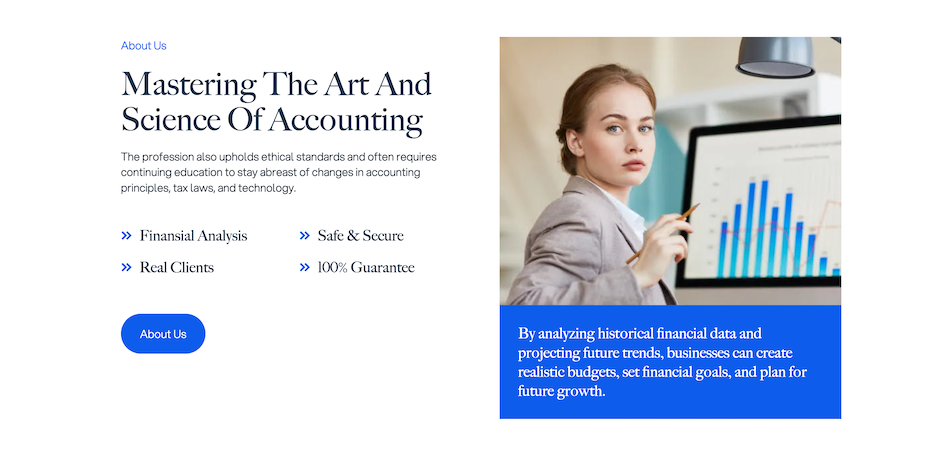 About Us
Mastering The Art And
Science Of Accounting
The profession also upholds ethical standards and often requires
continuing education to stay abreast of changes in accounting
principles, tax laws, and technology.
Finansial Analysis
Safe & Secure
Real Clients
100% Guarantee
About Us
By analyzing historical financial data and
projecting future trends, businesses can create
realistic budgets, set financial goals, and plan for
future growth.